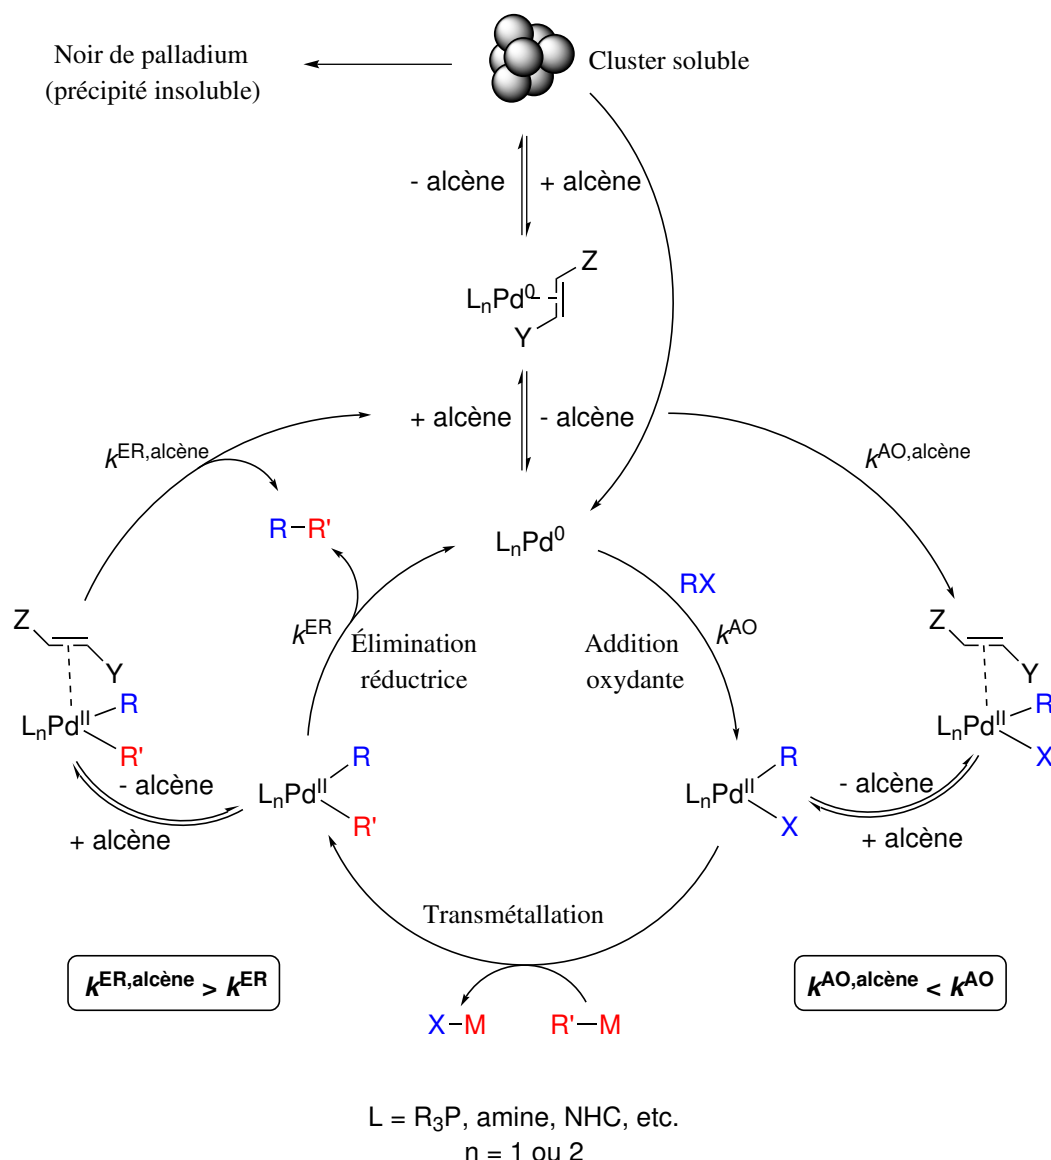 Noir de palladium
(précipité insoluble)
Cluster soluble
- alcène
+ alcène
Z
LnPd0
Y
+ alcène
- alcène
kER,alcène
kAO,alcène
R-R'
LnPd0
RX
kER
kAO
Élimination
réductrice
Addition
oxydante
Z
Y
R
LnPdII
R'
Z
Y
R
LnPdII
X
- alcène
+ alcène
R
LnPdII
R'
R
LnPdII
X
- alcène
+ alcène
Transmétallation
kER,alcène > kER
kAO,alcène < kAO
X-M
R'-M
L = R3P, amine, NHC, etc.
n = 1 ou 2